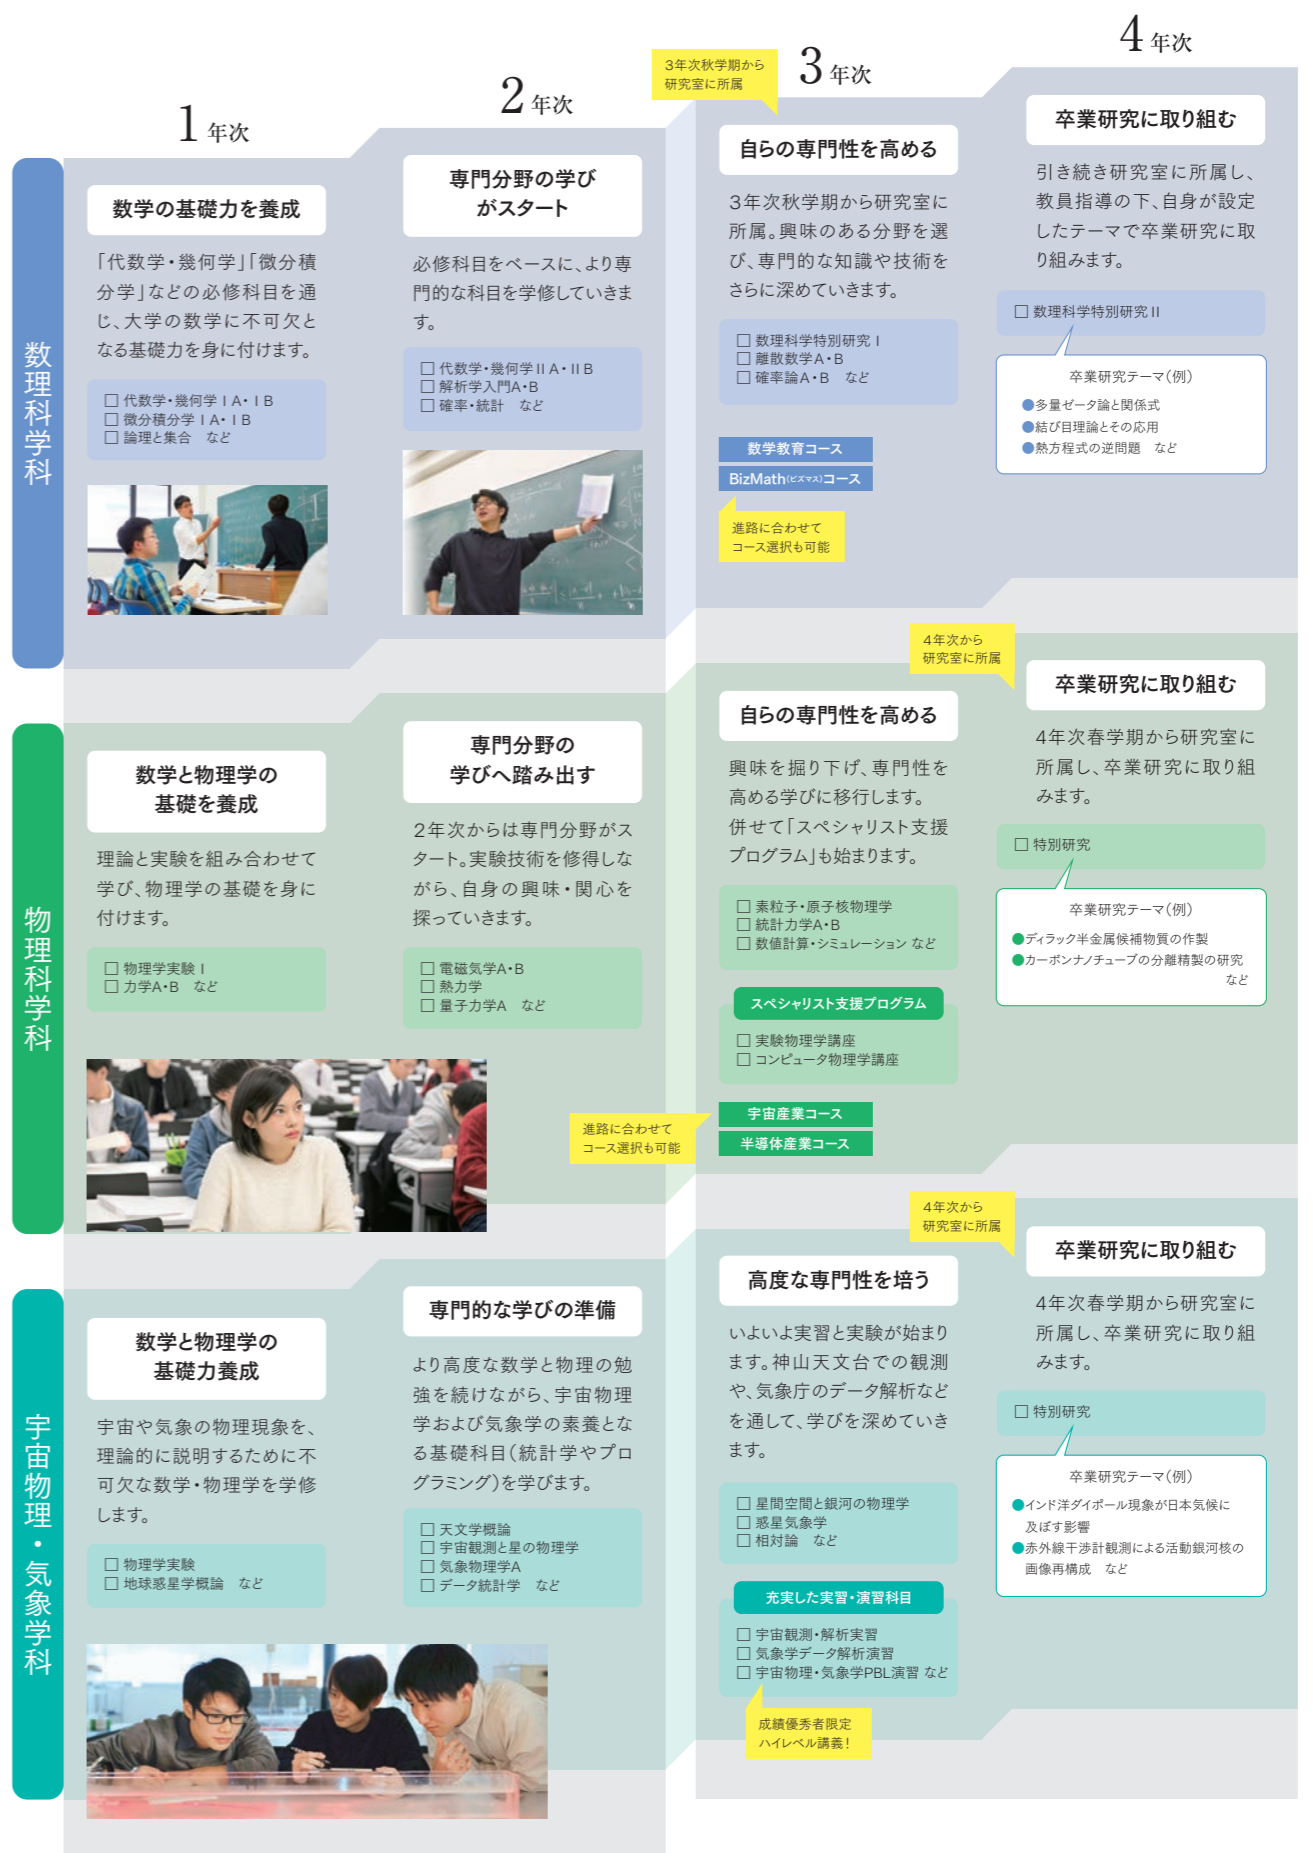 1 年次
2 年次
3 年次
4 年次
数理科学科
数学の基礎力を養成
「代数学・幾何学」「微分積
分学」などの必修科目を通
じ、大学の数学に不可欠と
なる基礎力を身に付けます。
□ 代数学・幾何学ⅠA・ⅠB
□ 微分積分学ⅠA・ⅠB
□ 論理と集合　など
専門分野の学び
がスタート
必修科目をベースに、より専
門的な科目を学修していきま
す。
□ 代数学・幾何学ⅡA・ⅡB
□ 解析学入門A・B
□ 確率・統計　など
3年次秋学期から
研究室に所属
自らの専門性を高める
3年次秋学期から研究室に
所属。興味のある分野を選
び、専門的な知識や技術を
さらに深めていきます。
□ 数理科学特別研究Ⅰ
□ 離散数学A・B
□ 確率論A・B　など
数学教育コース
BizMath(ビズマス)コース
進路に合わせて
コース選択も可能
卒業研究に取り組む
引き続き研究室に所属し、
教員指導の下、自身が設定
したテーマで卒業研究に取
り組みます。
□ 数理科学特別研究Ⅱ
卒業研究テーマ(例)
●多量ゼータ論と関係式
●結び目理論とその応用
●熱方程式の逆問題　など
物理科学科
数学と物理学の
基礎を養成
理論と実験を組み合わせて
学び、物理学の基礎を身に
付けます。
□ 物理学実験Ⅰ
□ 力学A・B　など
専門分野の
学びへ踏み出す
2年次からは専門分野がス
タート。実験技術を修得しな
がら、自身の興味・関心を
探っていきます。
□ 電磁気学A・B
□ 熱力学
□ 量子力学A　など
自らの専門性を高める
興味を掘り下げ、専門性を
高める学びに移行します。
併せて「スペシャリスト支援
プログラム」も始まります。
□ 素粒子・原子核物理学
□ 統計力学A・B
□ 数値計算・シミュレーション など
スペシャリスト支援プログラム
□ 実験物理学講座
□ コンピュータ物理学講座
進路に合わせて
コース選択も可能
宇宙産業コース
半導体産業コース
4年次から
研究室に所属
卒業研究に取り組む
4年次春学期から研究室に
所属し、卒業研究に取り組
みます。
□ 特別研究
卒業研究テーマ(例)
●ディラック半金属候補物質の作製
●カーボンナノチューブの分離精製の研究
など
宇宙物理・気象学科
数学と物理学の
基礎力養成
宇宙や気象の物理現象を、
理論的に説明するために不
可欠な数学・物理学を学修
します。
□ 物理学実験
□ 地球惑星学概論　など
専門的な学びの準備
より高度な数学と物理の勉
強を続けながら、宇宙物理
学および気象学の素養とな
る基礎科目(統計学やプロ
グラミング)を学びます。
□ 天文学概論
□ 宇宙観測と星の物理学
□ 気象物理学A
□ データ統計学　など
高度な専門性を培う
いよいよ実習と実験が始まり
ます。神山天文台での観測
や、気象庁のデータ解析など
を通して、学びを深めていき
ます。
□ 星間空間と銀河の物理学
□ 惑星気象学
□ 相対論　など
充実した実習・演習科目
□ 宇宙観測・解析実習
□ 気象学データ解析演習
□ 宇宙物理・気象学PBL演習 など
成績優秀者限定
ハイレベル講義!
4年次から
研究室に所属
卒業研究に取り組む
4年次春学期から研究室に
所属し、卒業研究に取り組
みます。
□ 特別研究
卒業研究テーマ(例)
●インド洋ダイポール現象が日本気候に
及ぼす影響
●赤外線干渉計観測による活動銀河核の
画像再構成　など